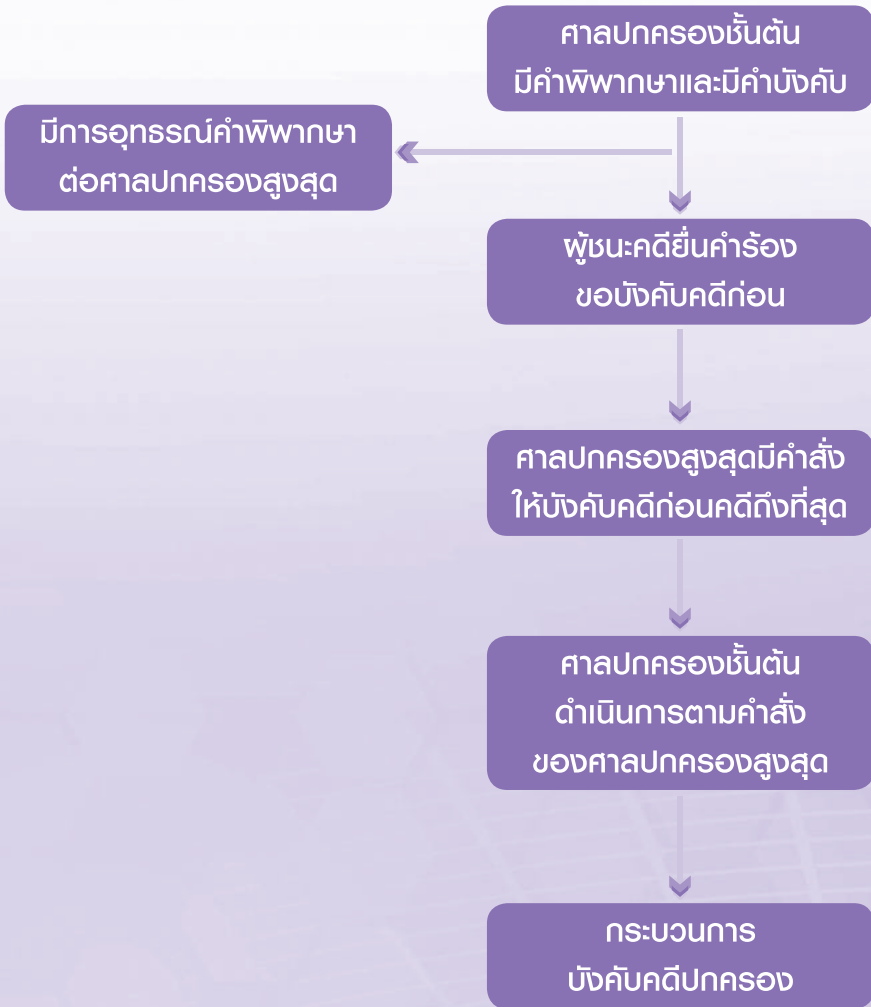 ศาลปกครองชั้นต้น
มีคำพิพากษาและมีคำบังคับ
มีการอุทธรณ์คำพิพากษา
ต่อศาลปกครองสูงสุด
ผู้ชนะคดียื่นคำร้อง
ขอบังคับคดีก่อน
ศาลปกครองสูงสุดมีคำสั่ง
ให้บังคับคดีก่อนคดีถึงที่สุด
ศาลปกครองชั้นต้น
ดำเนินการตามคำสั่ง
ของศาลปกครองสูงสุด
กระบวนการ
บังคับคดีปกครอง